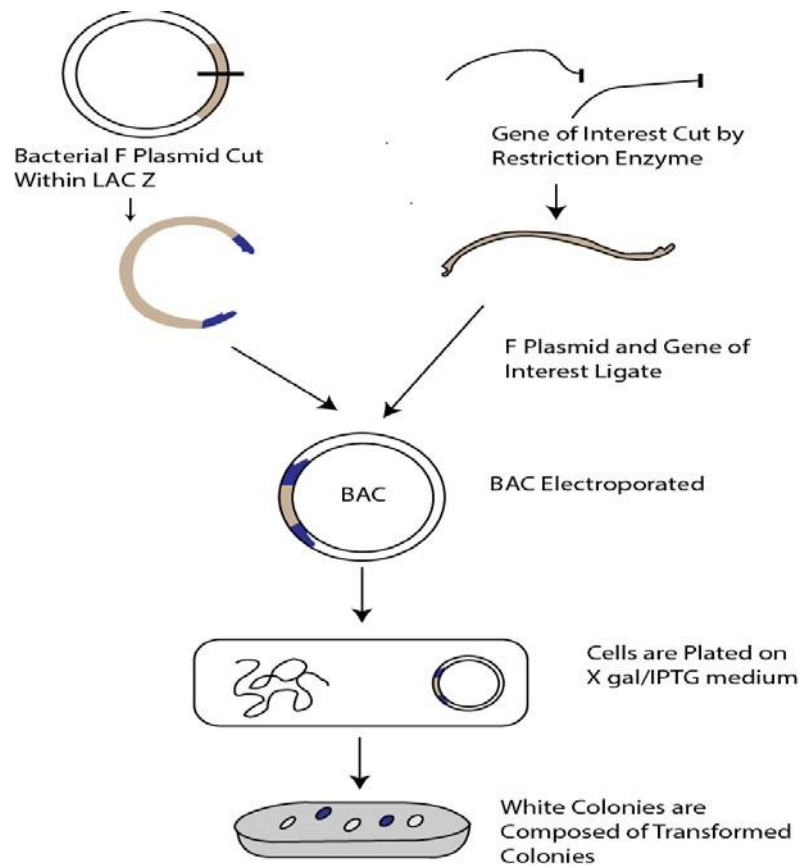 Bacterial F Plasmid Cut
Within LAC Z
Gene of Interest Cut by
Restriction Enzyme
F Plasmid and Gene of
Interest Ligate
BAC
BAC Electroporated
Cells are Plated on
X gal/IPTG medium
White Colonies are
Composed of Transformed
Colonies